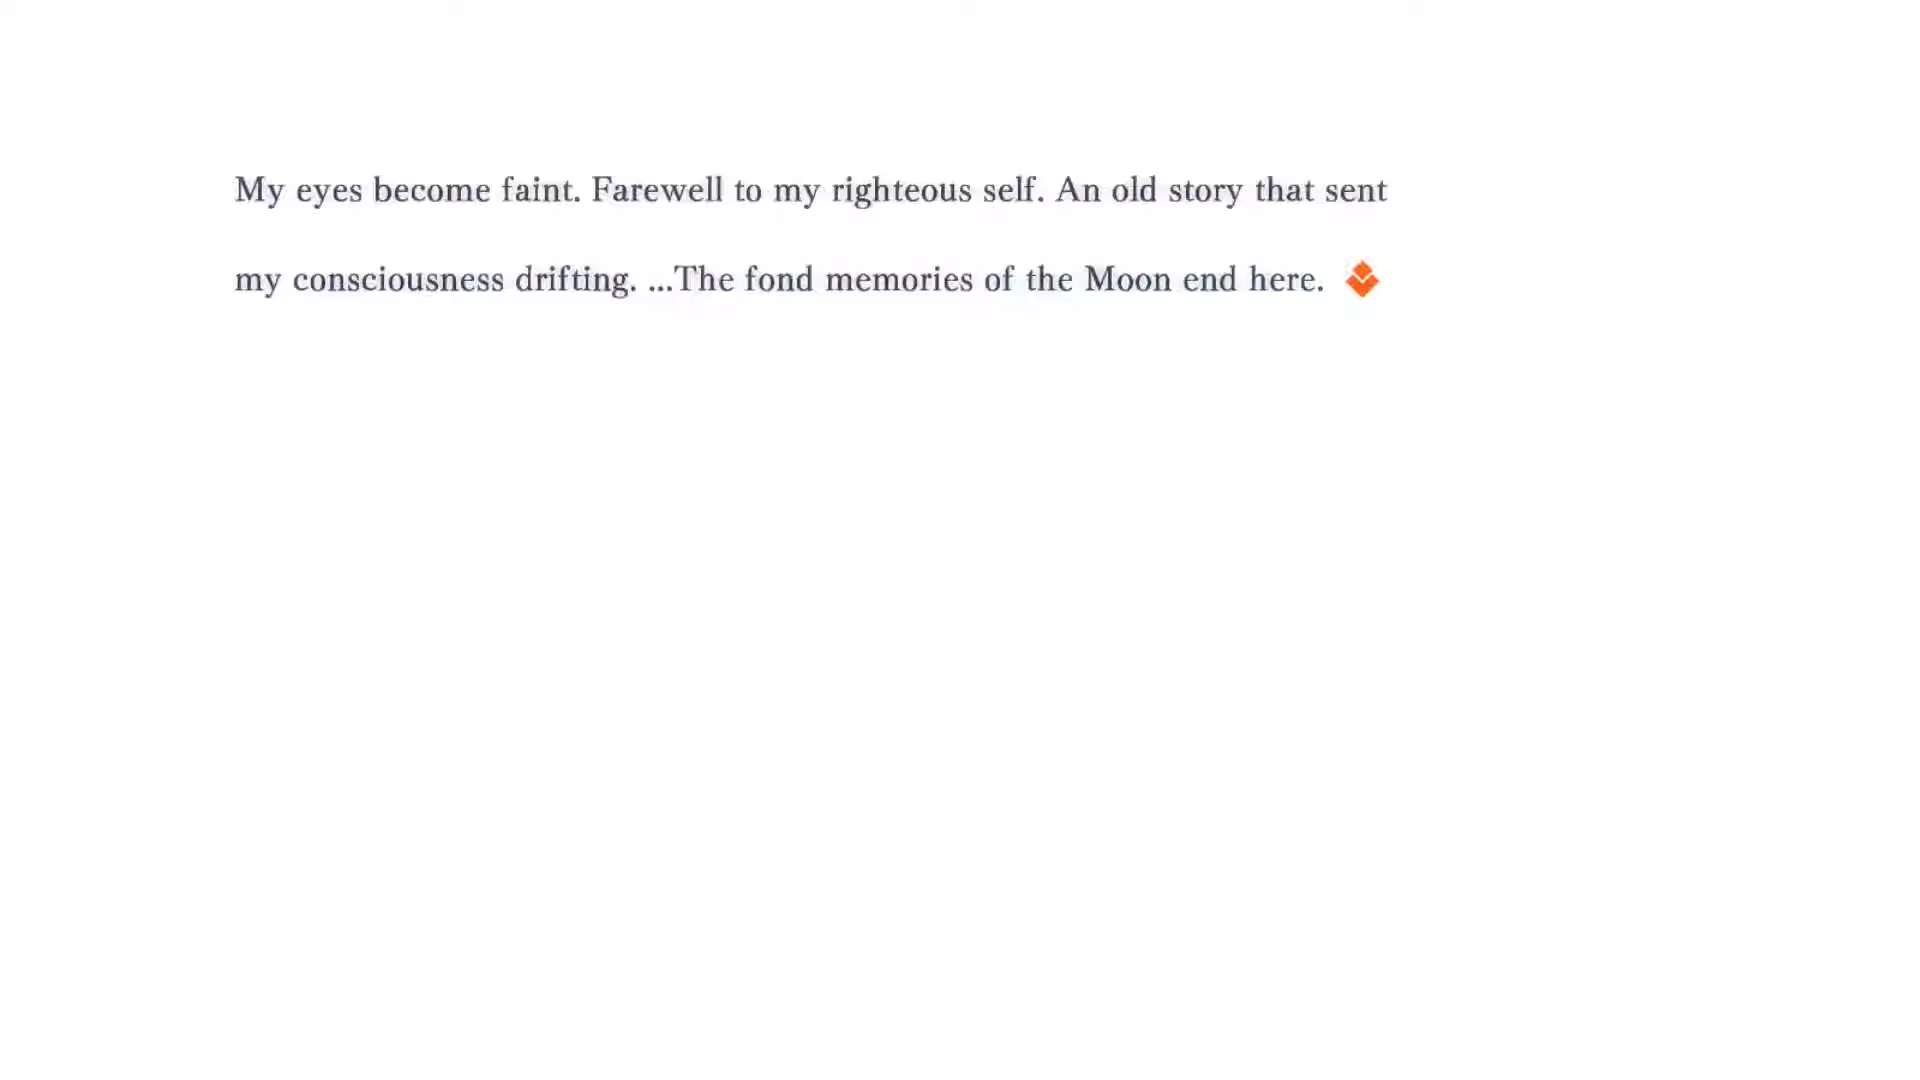 My eyes become faint. Farewell to my righteous self. An old story that sent
my consciousness drifting. ...The fond memories of the Moon end here.